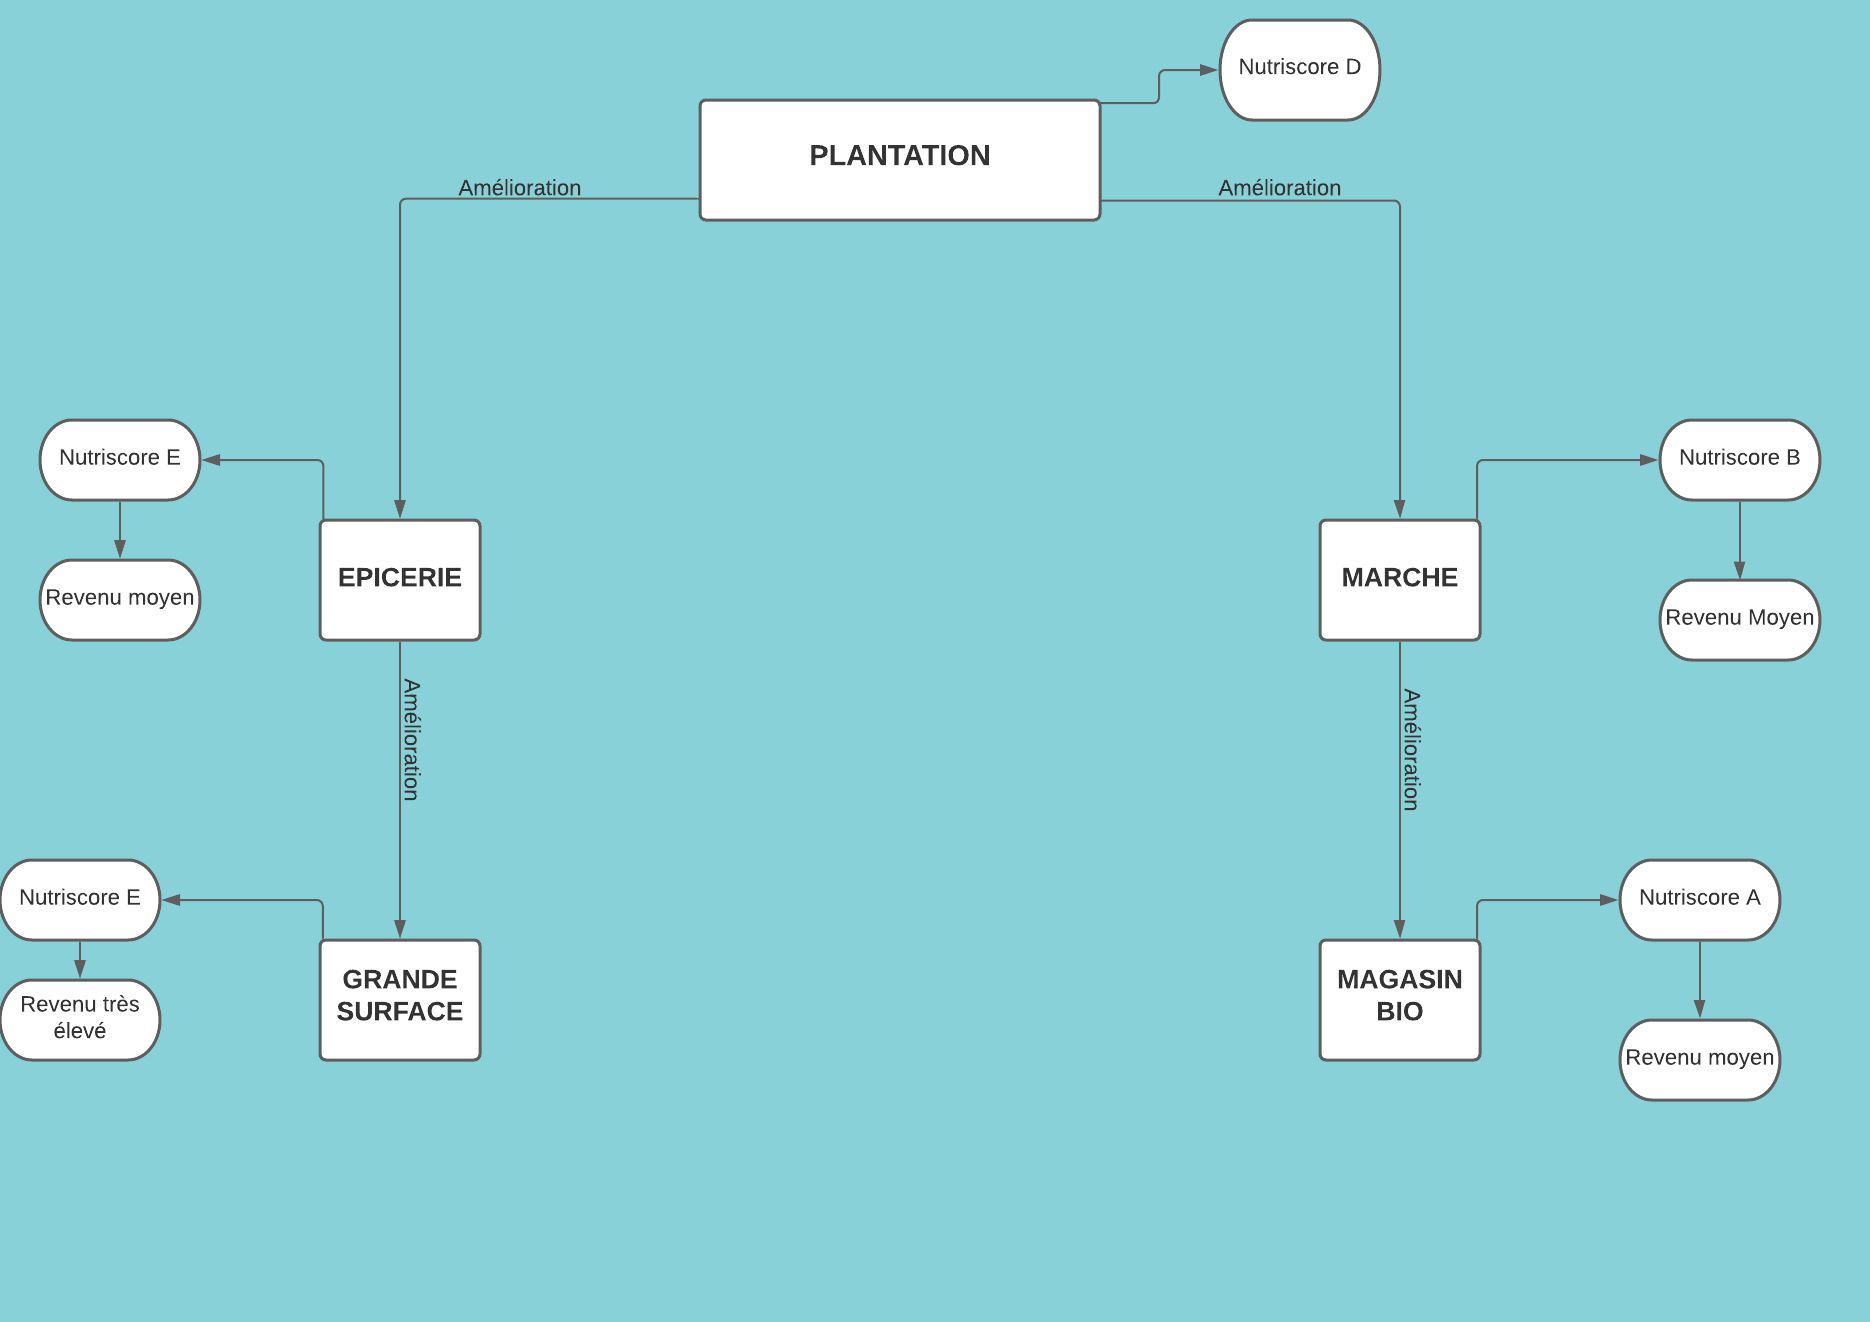 Nutriscore D
PLANTATION
Amélioration
Amélioration
Nutriscore E
Nutriscore B
Revenu moyen
EPICERIE
MARCHE
Revenu Moyen
Amélioration
Amélioration
Nutriscore E
Nutriscore A
GRANDE
SURFACE
MAGASIN
BIO
Revenu très
élevé
Revenu moyen